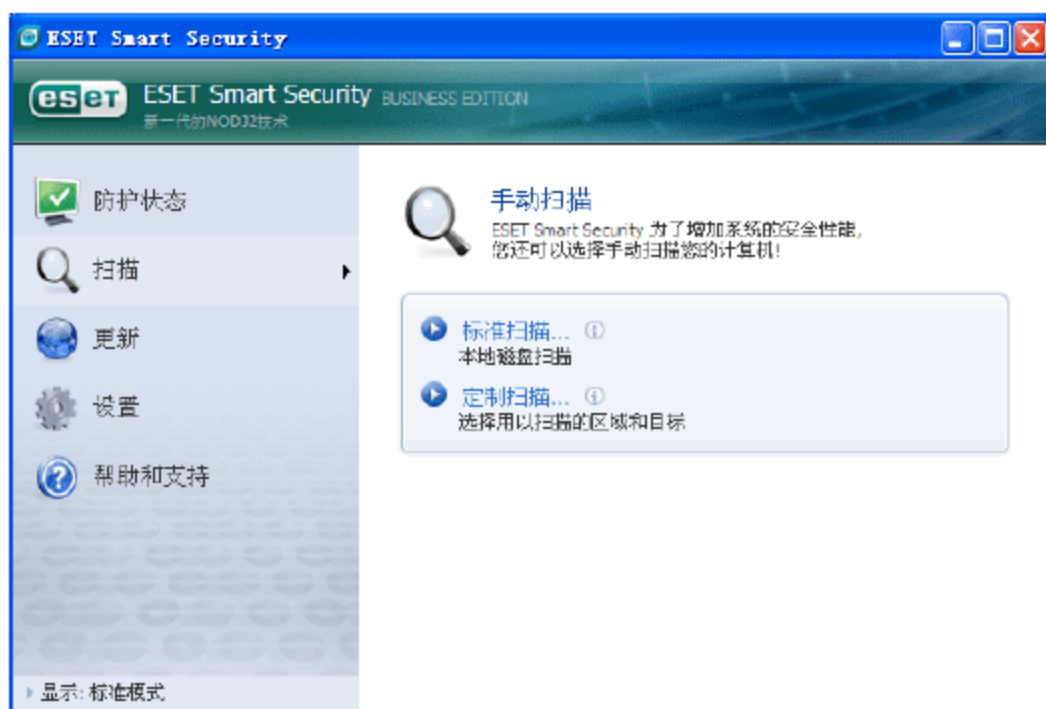 ESET Smart Security
eset ESET Smart Security BUSINESS EDITION
新一代的NOD32技术
防护状态
扫描
更新
设置
帮助和支持
显示: 标准模式
手动扫描
ESET Smart Security 为了增加系统的安全性能,
您还可以选择手动扫描您的计算机!
标准扫描...
本地磁盘扫描
定制扫描...
选择用以扫描的区域和目标